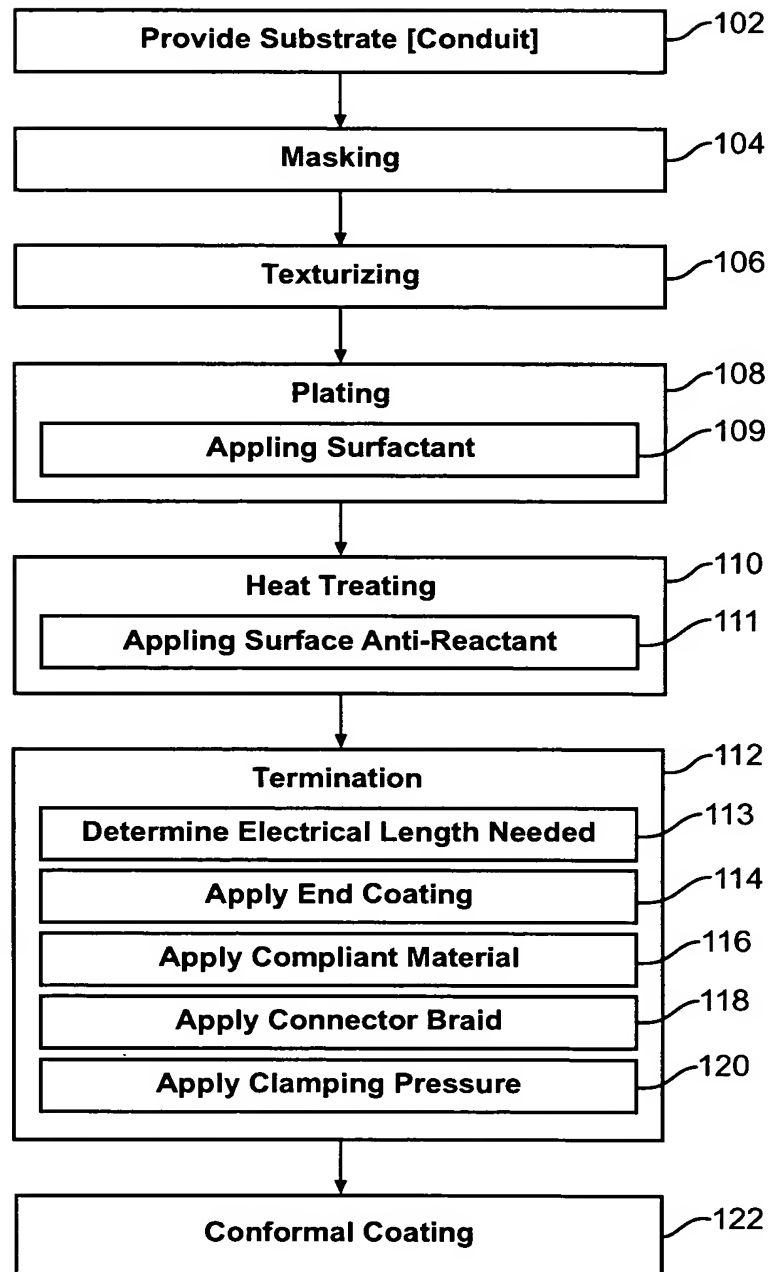 Provide Substrate [Conduit] 102
Masking 104
Texturizing 106
Plating 108
Appling Surfactant 109
Heat Treating 110
Appling Surface Anti-Reactant 111
Termination 112
Determine Electrical Length Needed 113
Apply End Coating 114
Apply Compliant Material 116
Apply Connector Braid 118
Apply Clamping Pressure 120
Conformal Coating 122